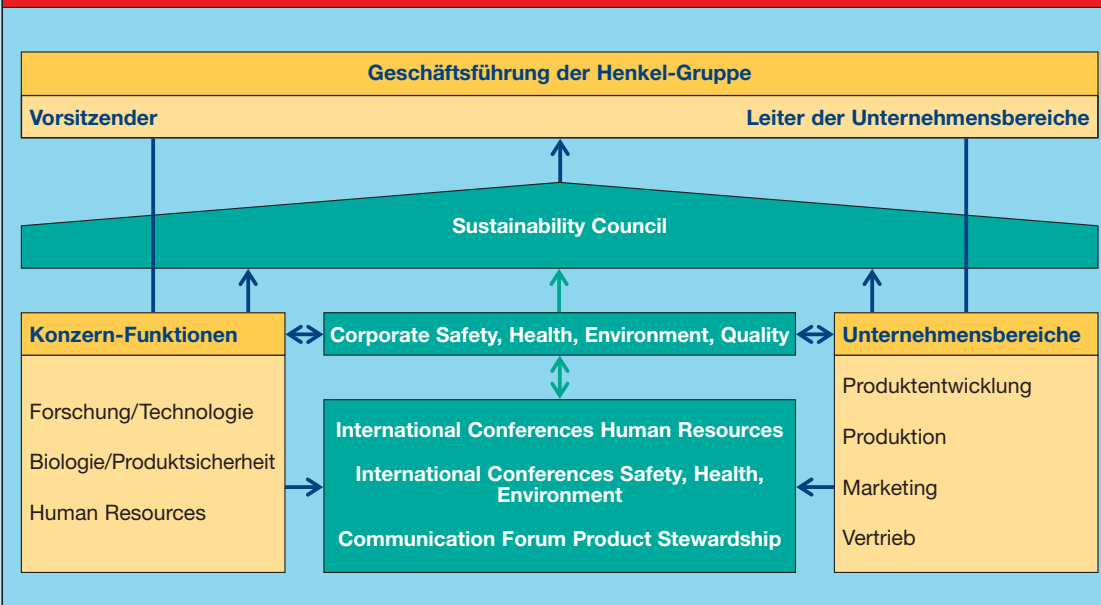 Geschäftsführung der Henkel-Gruppe
Vorsitzender
Leiter der Unternehmensbereiche
Sustainability Council
Konzern-Funktionen
Forschung/Technologie
Biologie/Produktsicherheit
Human Resources
Corporate Safety, Health, Environment, Quality
International Conferences Human Resources
International Conferences Safety, Health,
Environment
Communication Forum Product Stewardship
Unternehmensbereiche
Produktentwicklung
Produktion
Marketing
Vertrieb